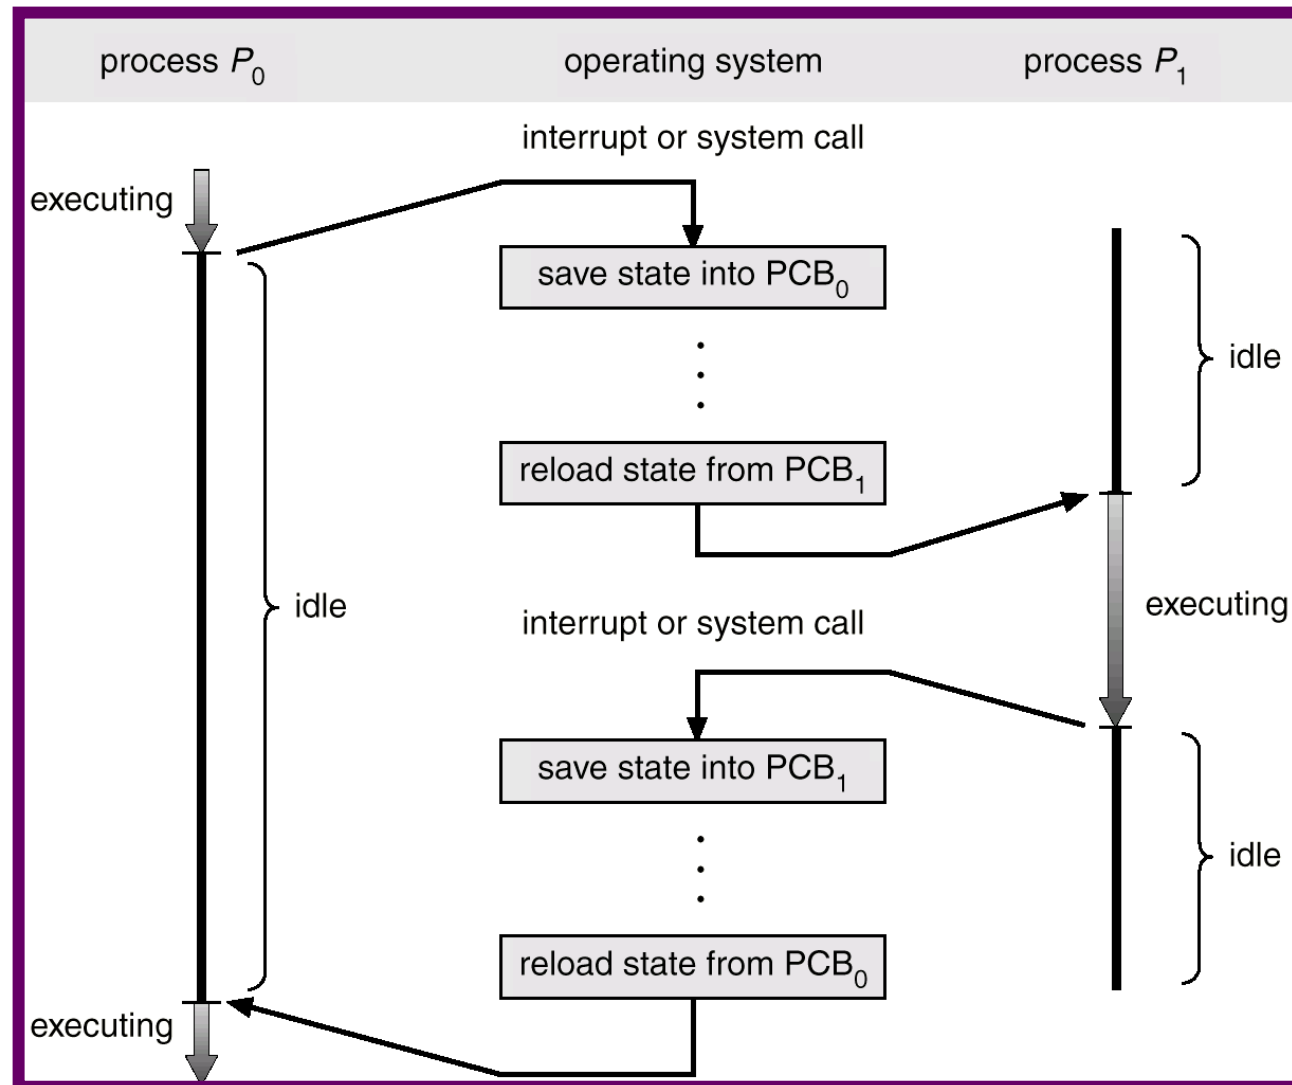 process P0
operating system
process P1
interrupt or system call
executing
save state into PCB0
idle
reload state from PCB1
idle
interrupt or system call
executing
save state into PCB1
idle
reload state from PCB0
executing